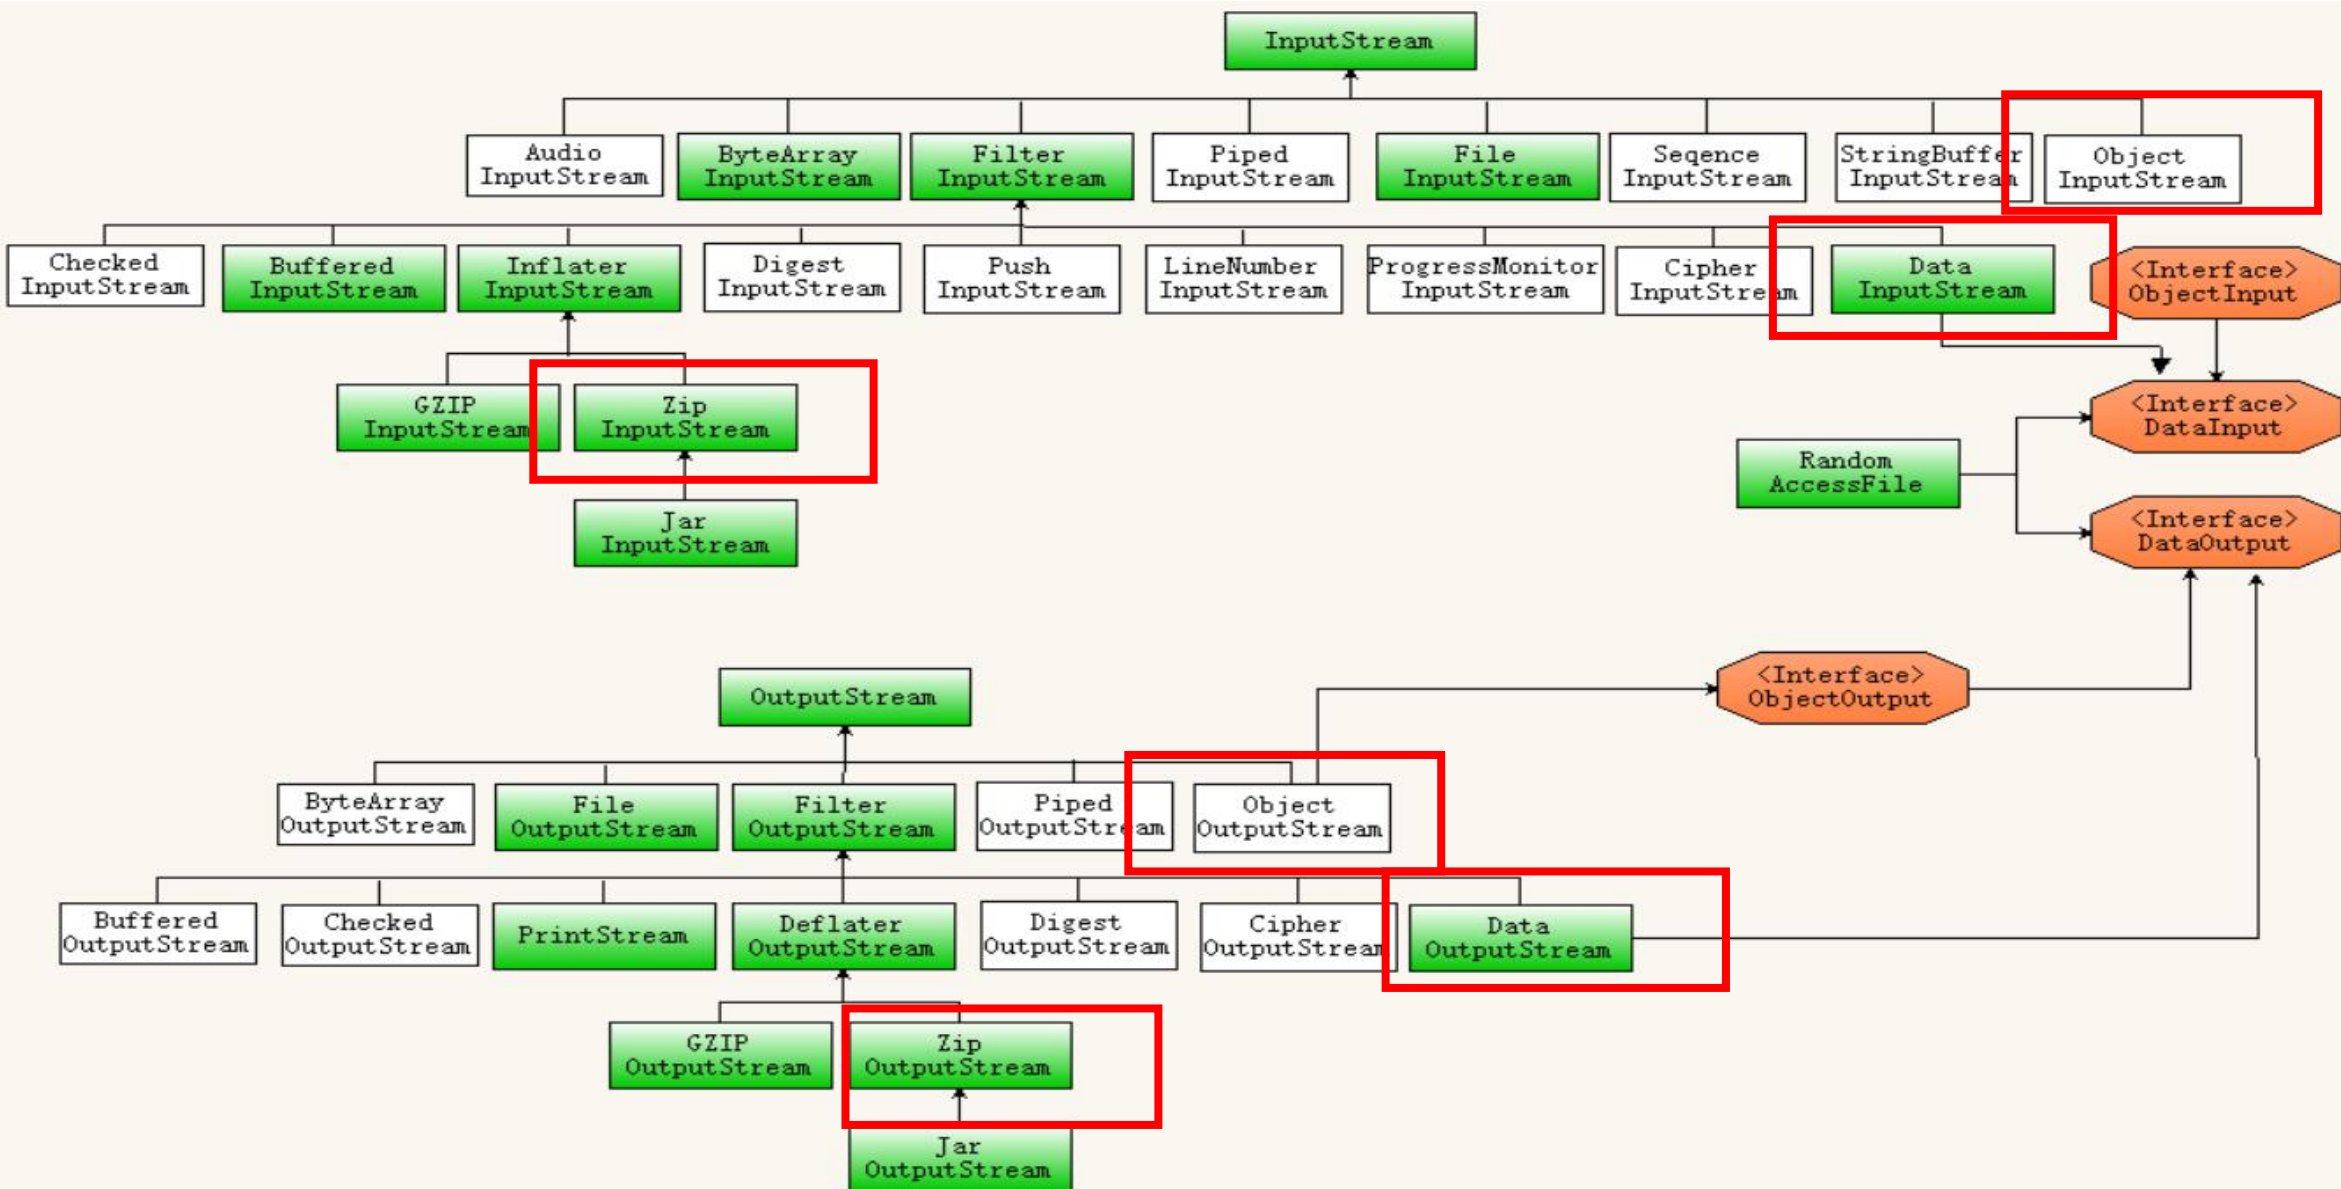 InputStream
Audio
InputStream
ByteArray
InputStream
Filter
InputStream
Piped
InputStream
File
InputStream
Seqence
InputStream
StringBuffer
InputStream
Object
InputStream
Checked
InputStream
Buffered
InputStream
Inflater
InputStream
Digest
InputStream
Push
InputStream
LineNumber
InputStream
ProgressMonitor
InputStream
Cipher
InputStream
Data
InputStream
<Interface>
ObjectInput
GZIP
InputStream
Zip
InputStream
<Interface>
DataInput
Random
AccessFile
Jar
InputStream
<Interface>
DataOutput
OutputStream
<Interface>
ObjectOutput
ByteArray
OutputStream
File
OutputStream
Filter
OutputStream
Piped
OutputStream
Object
OutputStream
Buffered
OutputStream
Checked
OutputStream
PrintStream
Deflater
OutputStream
Digest
OutputStream
Cipher
OutputStream
Data
OutputStream
GZIP
OutputStream
Zip
OutputStream
Jar
OutputStream